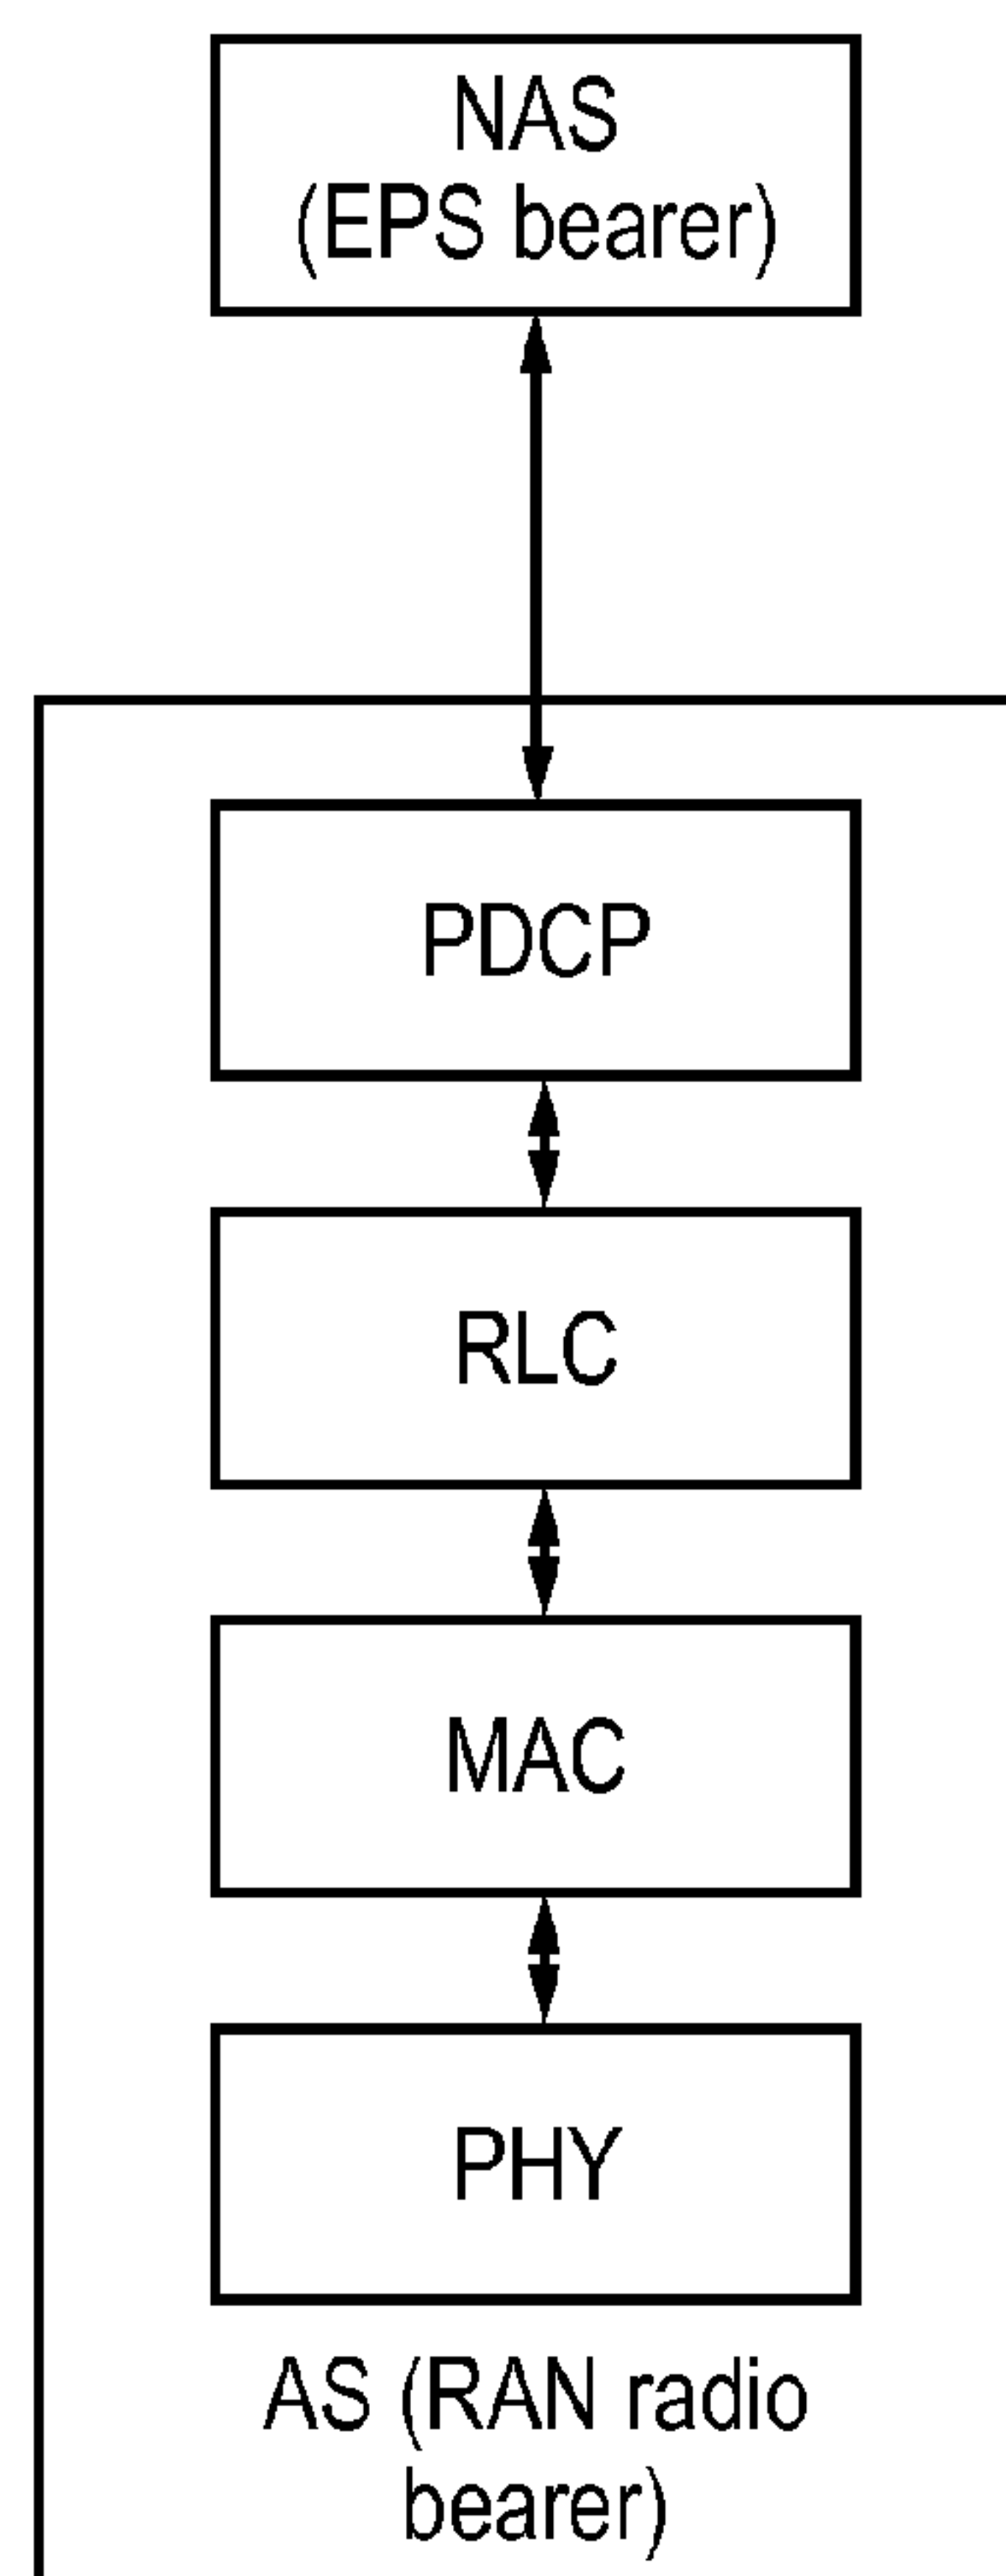 NAS
(EPS bearer)
PDCP
RLC
MAC
PHY
AS (RAN radio
bearer)